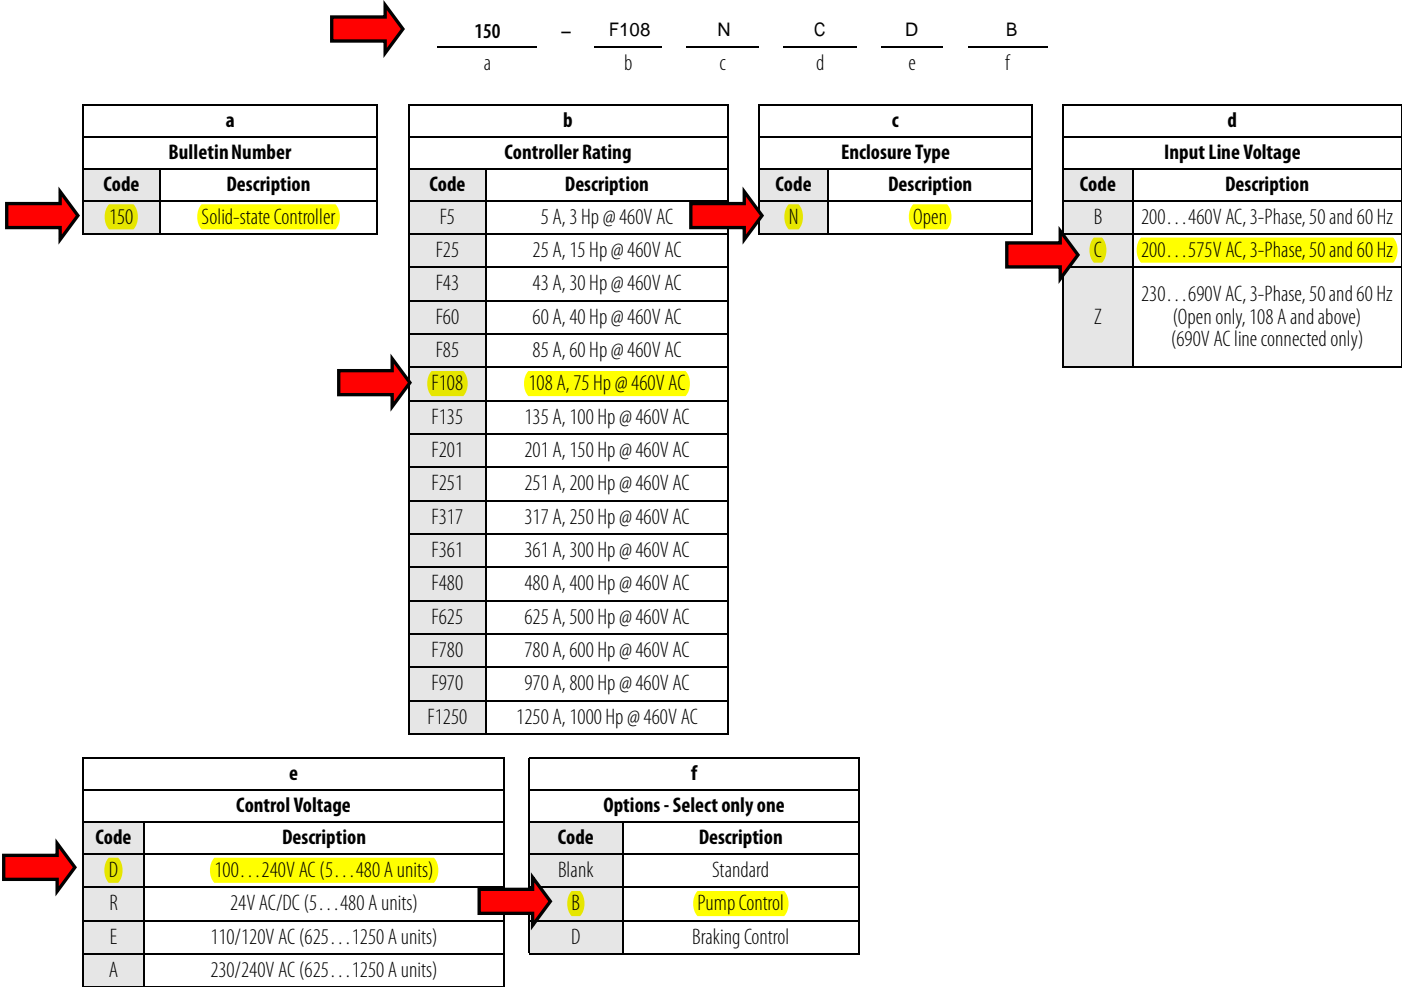 150 – F108 N C D B
a b c d e f
a
Bulletin Number
Code Description
150 Solid-state Controller
b
Controller Rating
Code Description
F5 5 A, 3 Hp @ 460V AC
F25 25 A, 15 Hp @ 460V AC
F43 43 A, 30 Hp @ 460V AC
F60 60 A, 40 Hp @ 460V AC
F85 85 A, 60 Hp @ 460V AC
F108 108 A, 75 Hp @ 460V AC
F135 135 A, 100 Hp @ 460V AC
F201 201 A, 150 Hp @ 460V AC
F251 251 A, 200 Hp @ 460V AC
F317 317 A, 250 Hp @ 460V AC
F361 361 A, 300 Hp @ 460V AC
F480 480 A, 400 Hp @ 460V AC
F625 625 A, 500 Hp @ 460V AC
F780 780 A, 600 Hp @ 460V AC
F970 970 A, 800 Hp @ 460V AC
F1250 1250 A, 1000 Hp @ 460V AC
c
Enclosure Type
Code Description
N Open
d
Input Line Voltage
Code Description
B 200…460V AC, 3-Phase, 50 and 60 Hz
C 200…575V AC, 3-Phase, 50 and 60 Hz
Z 230…690V AC, 3-Phase, 50 and 60 Hz
(Open only, 108 A and above)
(690V AC line connected only)
e
Control Voltage
Code Description
D 100…240V AC (5…480 A units)
R 24V AC/DC (5…480 A units)
E 110/120V AC (625…1250 A units)
A 230/240V AC (625…1250 A units)
f
Options - Select only one
Code Description
Blank Standard
B Pump Control
D Braking Control